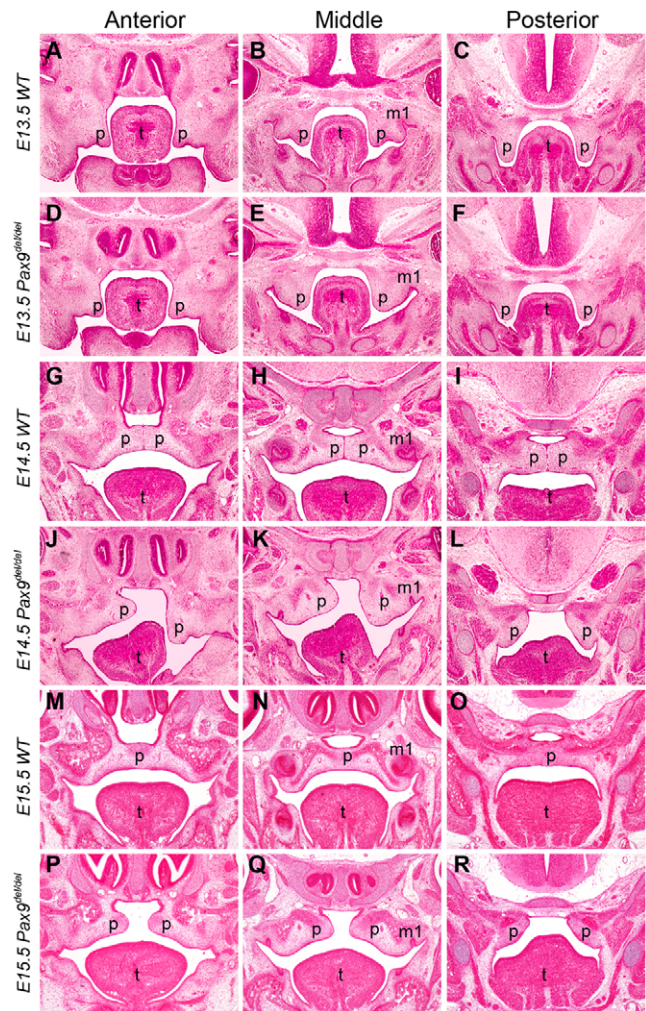 Anterior Middle Posterior
E13.5 WT
A B C
m1
p t p p t p p t p
E13.5 Pax9del/del
D E F
m1
p t p p t p p t p
E14.5 WT
G H I
p p p p m1 p p
t t t
E14.5 Pax9del/del
J K L
p p p p m1 p p
t t t
E15.5 WT
M N O
p p m1 p
t t t
E15.5 Pax9del/del
P Q R
p p p p m1 p p
t t t